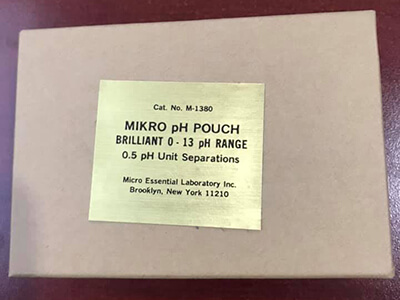 Cat. No. M-1380
MIKRO pH POUCH
BRILLIANT 0 - 13 pH RANGE
0.5 pH Unit Separations
Micro Essential Laboratory Inc.
Brooklyn, New York 11210